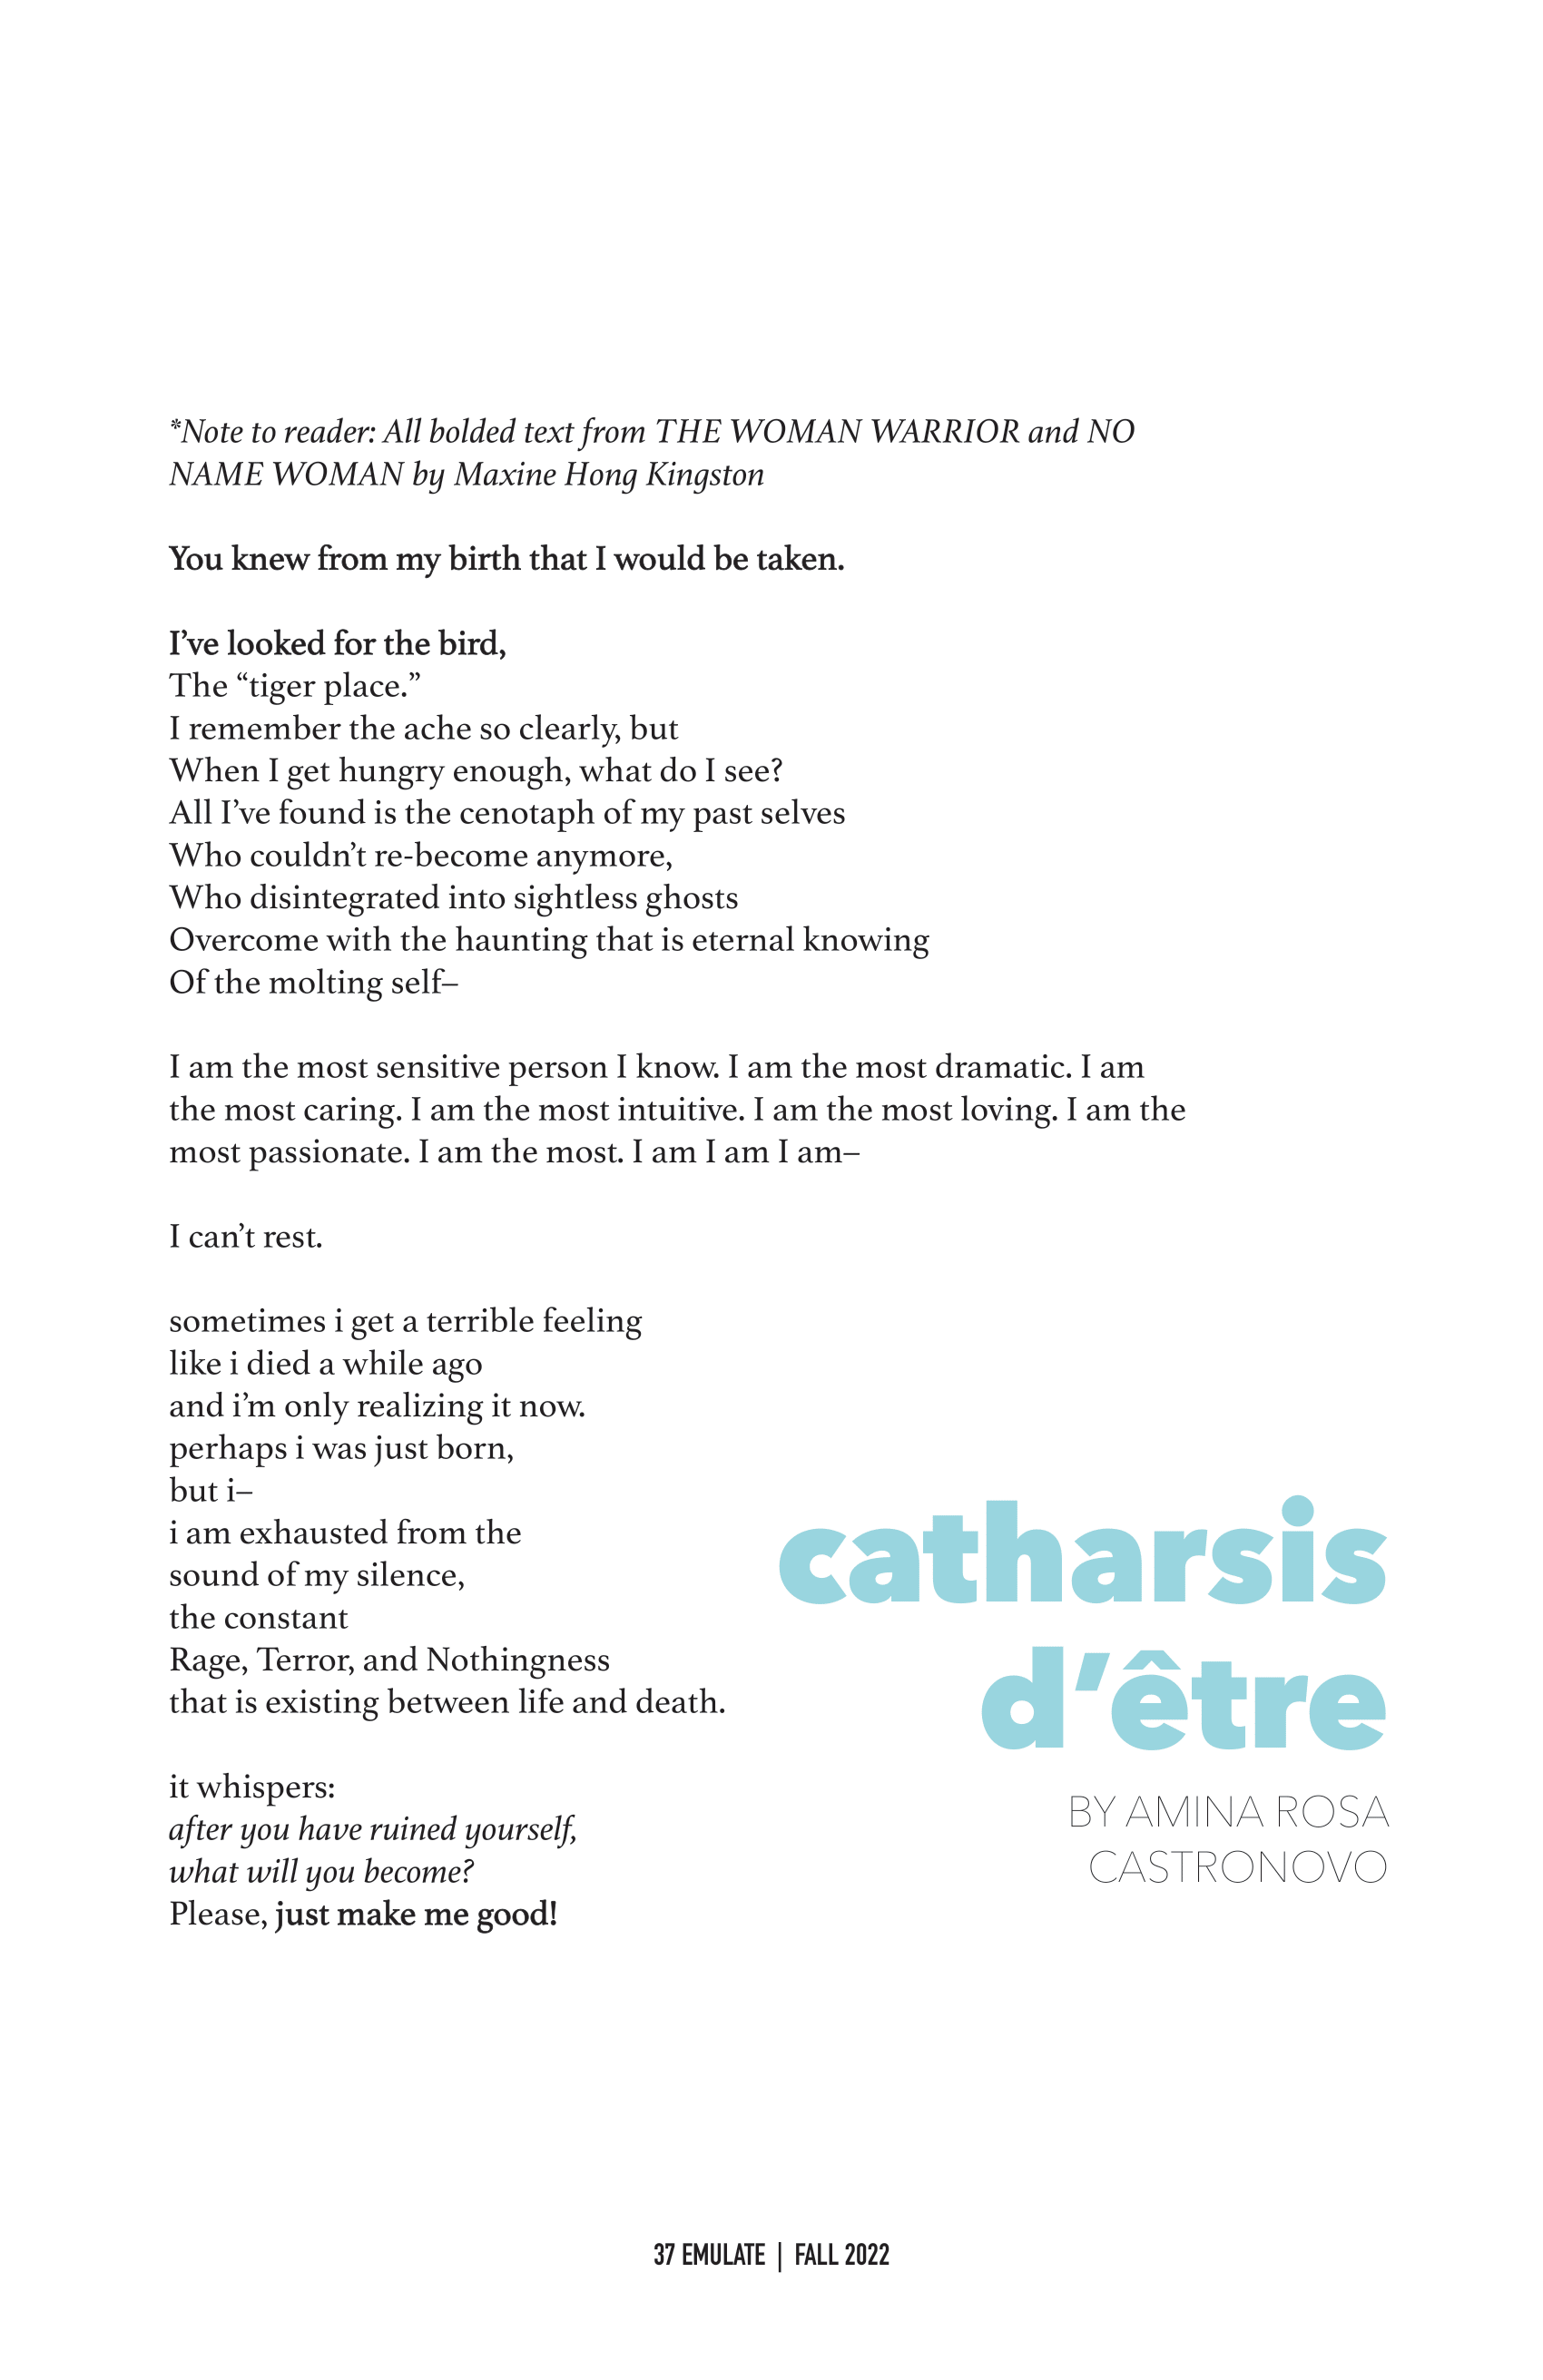 *Note to reader: All bolded text from THE WOMAN WARRIOR and NO
NAME WOMAN by Maxine Hong Kingston
You knew from my birth that I would be taken.
I’ve looked for the bird,
The “tiger place.”
I remember the ache so clearly, but
When I get hungry enough, what do I see?
All I’ve found is the cenotaph of my past selves
Who couldn’t re-become anymore,
Who disintegrated into sightless ghosts
Overcome with the haunting that is eternal knowing
Of the molting self–
I am the most sensitive person I know. I am the most dramatic. I am
the most caring. I am the most intuitive. I am the most loving. I am the
most passionate. I am the most. I am I am I am–
I can’t rest.
sometimes i get a terrible feeling
like i died a while ago
and i’m only realizing it now.
perhaps i was just born,
but i–
i am exhausted from the
sound of my silence,
the constant
Rage, Terror, and Nothingness
that is existing between life and death.
it whispers:
after you have ruined yourself,
what will you become?
Please, just make me good!
catharsis
d’être
BY AMINA ROSA
CASTRONOVO
37 EMULATE | FALL 2022